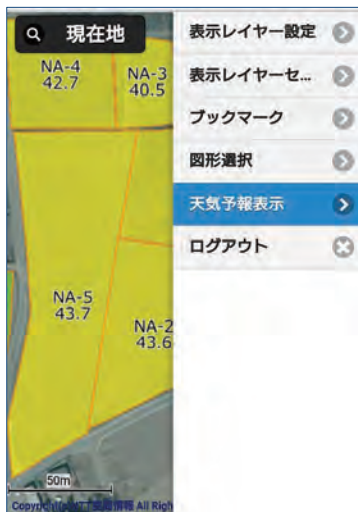 現在地
NA-4
42.7
NA-3
40.5
NA-5
43.7
NA-2
43.6
50m
表示レイヤー設定
表示レイヤーセ...
ブックマーク
図形選択
天気予報表示
ログアウト